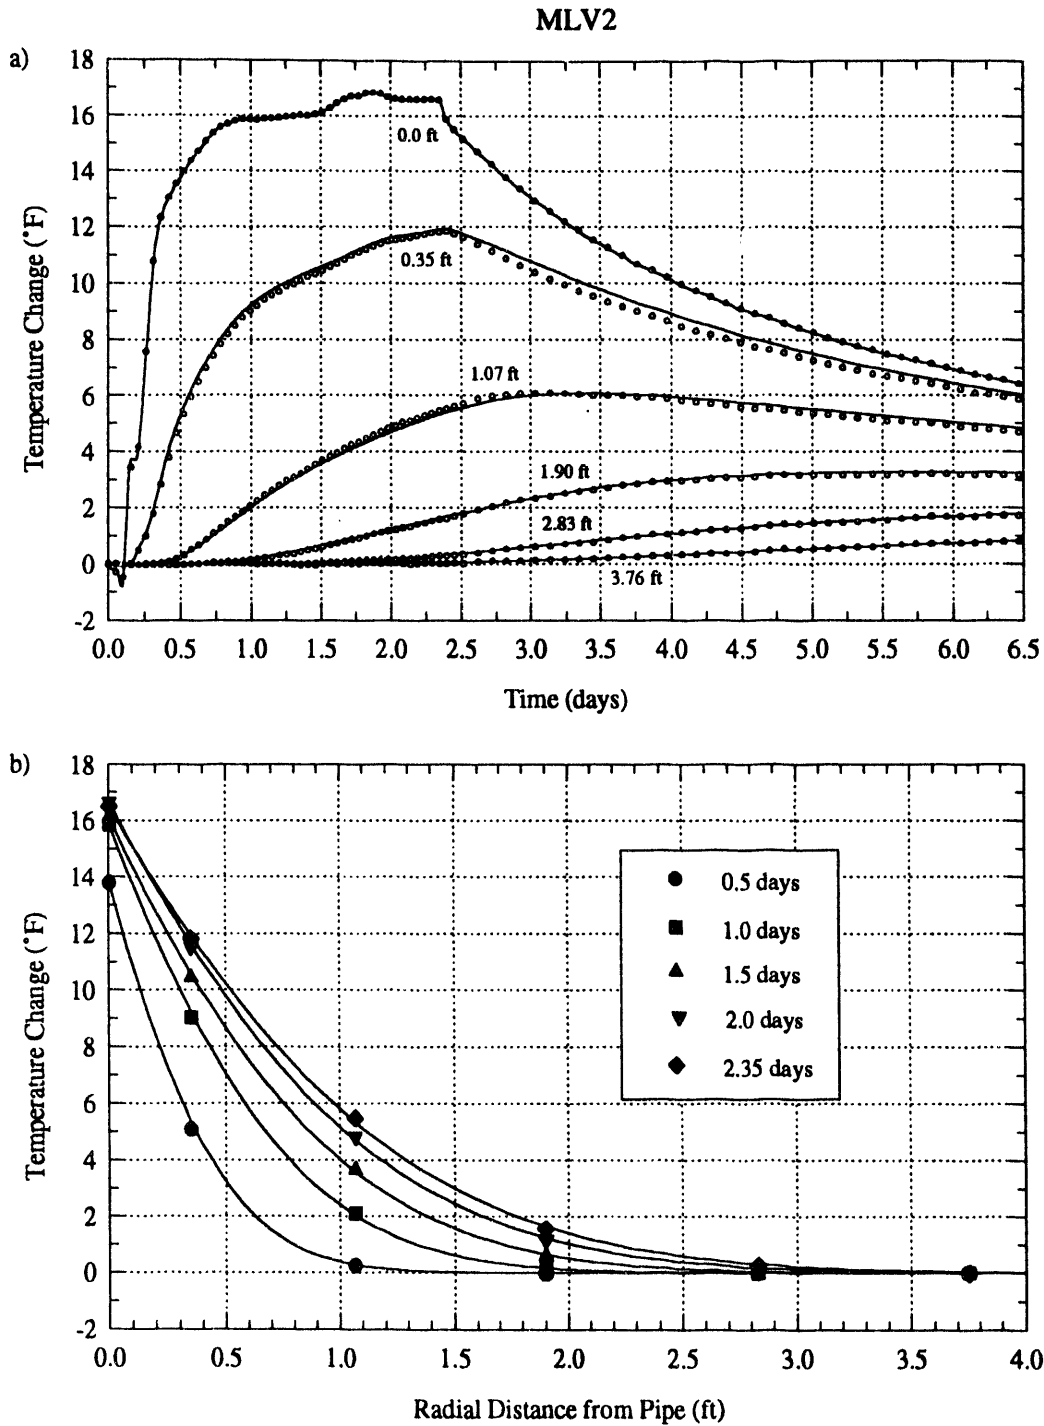 MLV2
a)
18
16
14
12
10
8
6
4
2
0
-2
Temperature Change (°F)
0.0 ft
0.35 ft
1.07 ft
1.90 ft
2.83 ft
3.76 ft
0.0 0.5 1.0 1.5 2.0 2.5 3.0 3.5 4.0 4.5 5.0 5.5 6.0 6.5
Time (days)
b)
18
16
14
12
10
8
6
4
2
0
-2
Temperature Change (°F)
0.5 days
1.0 days
1.5 days
2.0 days
2.35 days
0.0 0.5 1.0 1.5 2.0 2.5 3.0 3.5 4.0
Radial Distance from Pipe (ft)